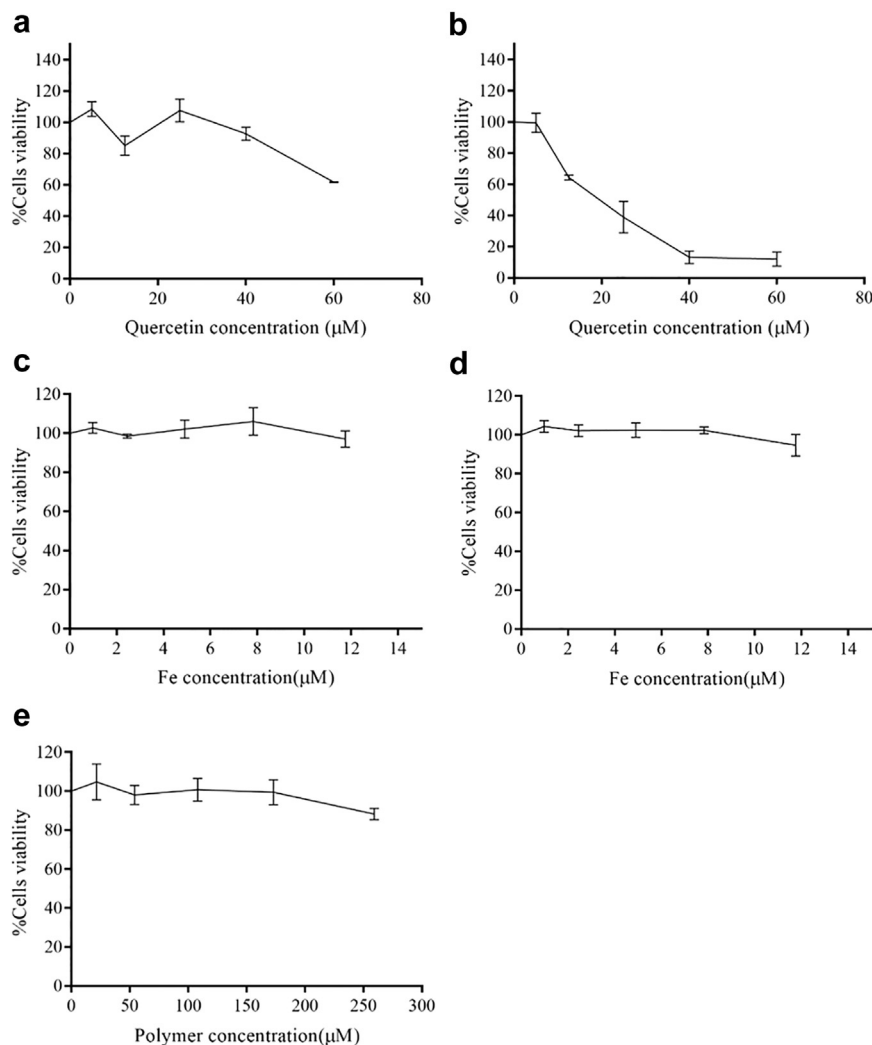 a
140
120
100
80
60
40
20
0
%Cells viability
0 20 40 60 80
Quercetin concentration (μM)
b
140
120
100
80
60
40
20
0
%Cells viability
0 20 40 60 80
Quercetin concentration (μM)
c
120
100
80
60
40
20
0
%Cells viability
0 2 4 6 8 10 12 14
Fe concentration(μM)
d
120
100
80
60
40
20
0
%Cells viability
0 2 4 6 8 10 12 14
Fe concentration(μM)
e
120
100
80
60
40
20
0
%Cells viability
0 50 100 150 200 250 300
Polymer concentration(μM)